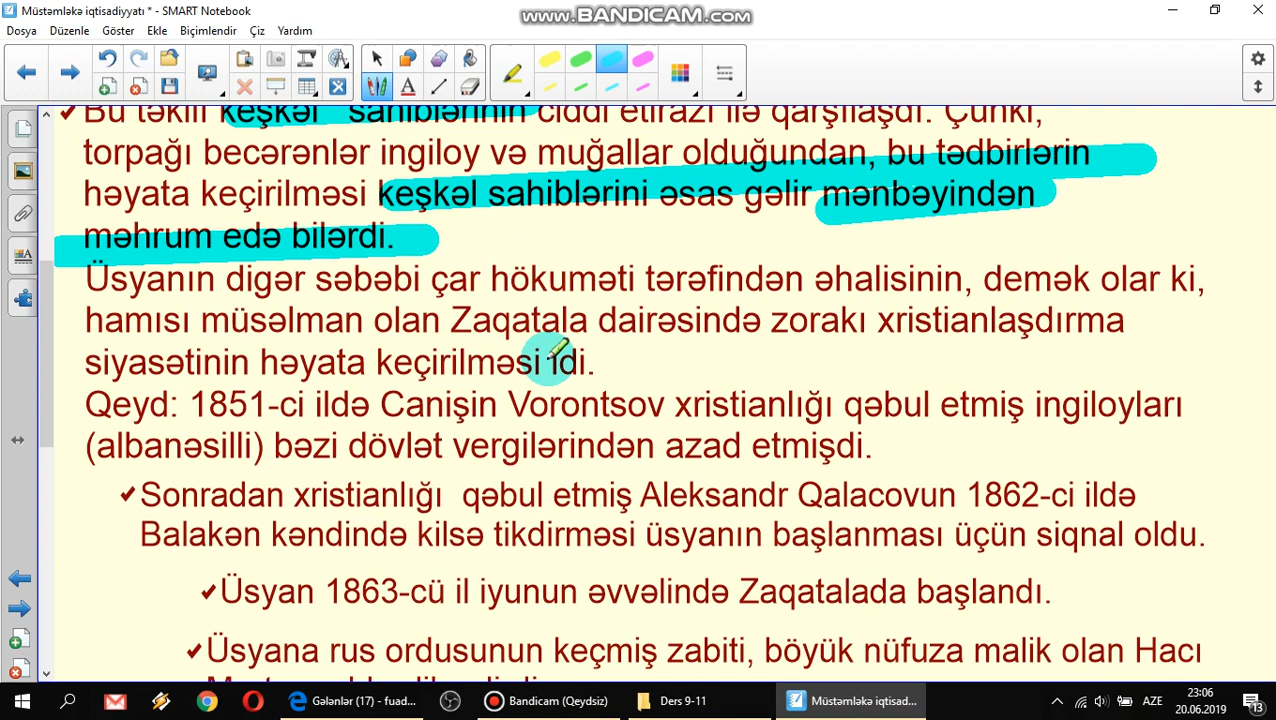 Müstəmləkə iqtisadiyyatı * - SMART Notebook
www.BANDICAM.com
Dosya Düzenle Göster Ekle Biçimlendir Çiz Yardım
Bu təklif keşkəl sahiblərinin ciddi etirazı ilə qarşılaşdı. Çünki,
torpağı becərənlər ingiloy və muğallar olduğundan, bu tədbirlərin
həyata keçirilməsi keşkəl sahiblərini əsas gəlir mənbəyindən
məhrum edə bilərdi.
Üsyanın digər səbəbi çar hökuməti tərəfindən əhalisinin, demək olar ki,
hamısı müsəlman olan Zaqatala dairəsində zorakı xristianlaşdırma
siyasətinin həyata keçirilməsi idi.
Qeyd: 1851-ci ildə Canişin Vorontsov xristianlığı qəbul etmiş ingiloyları
(albanəsilli) bəzi dövlət vergilərindən azad etmişdi.
Sonradan xristianlığı qəbul etmiş Aleksandr Qalacovun 1862-ci ildə
Balakən kəndində kilsə tikdirməsi üsyanın başlanması üçün siqnal oldu.
Üsyan 1863-cü il iyunun əvvəlində Zaqatalada başlandı.
Üsyana rus ordusunun keçmiş zabiti, böyük nüfuza malik olan Hacı
Gələnlər (17) - fuad...
Bandicam (Qeydsiz)
Ders 9-11
Müstəmləkə iqtisad...
AZE
23:06
20.06.2019
13